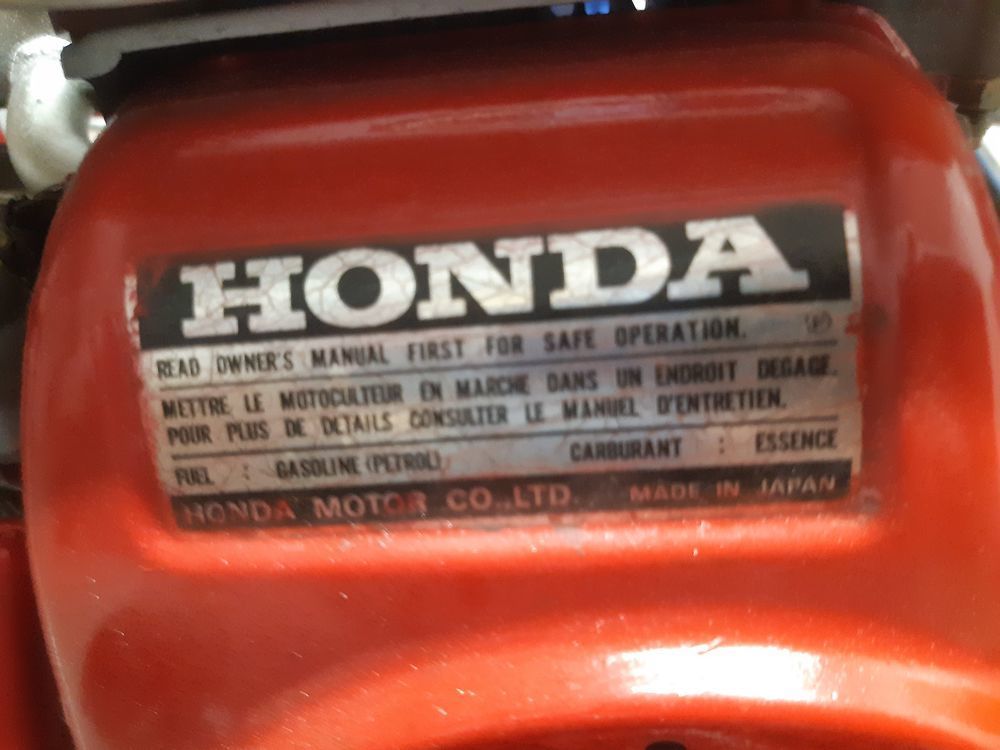 HONDA
READ OWNER'S MANUAL FIRST FOR SAFE OPERATION.
METTRE LE MOTOCULTEUR EN MARCHE DANS UN ENDROIT DEGAGE.
POUR PLUS DE DETAILS CONSULTER LE MANUEL D'ENTRETIEN.
FUEL : GASOLINE (PETROL) CARBURANT : ESSENCE
HONDA MOTOR CO.,LTD. MADE IN JAPAN